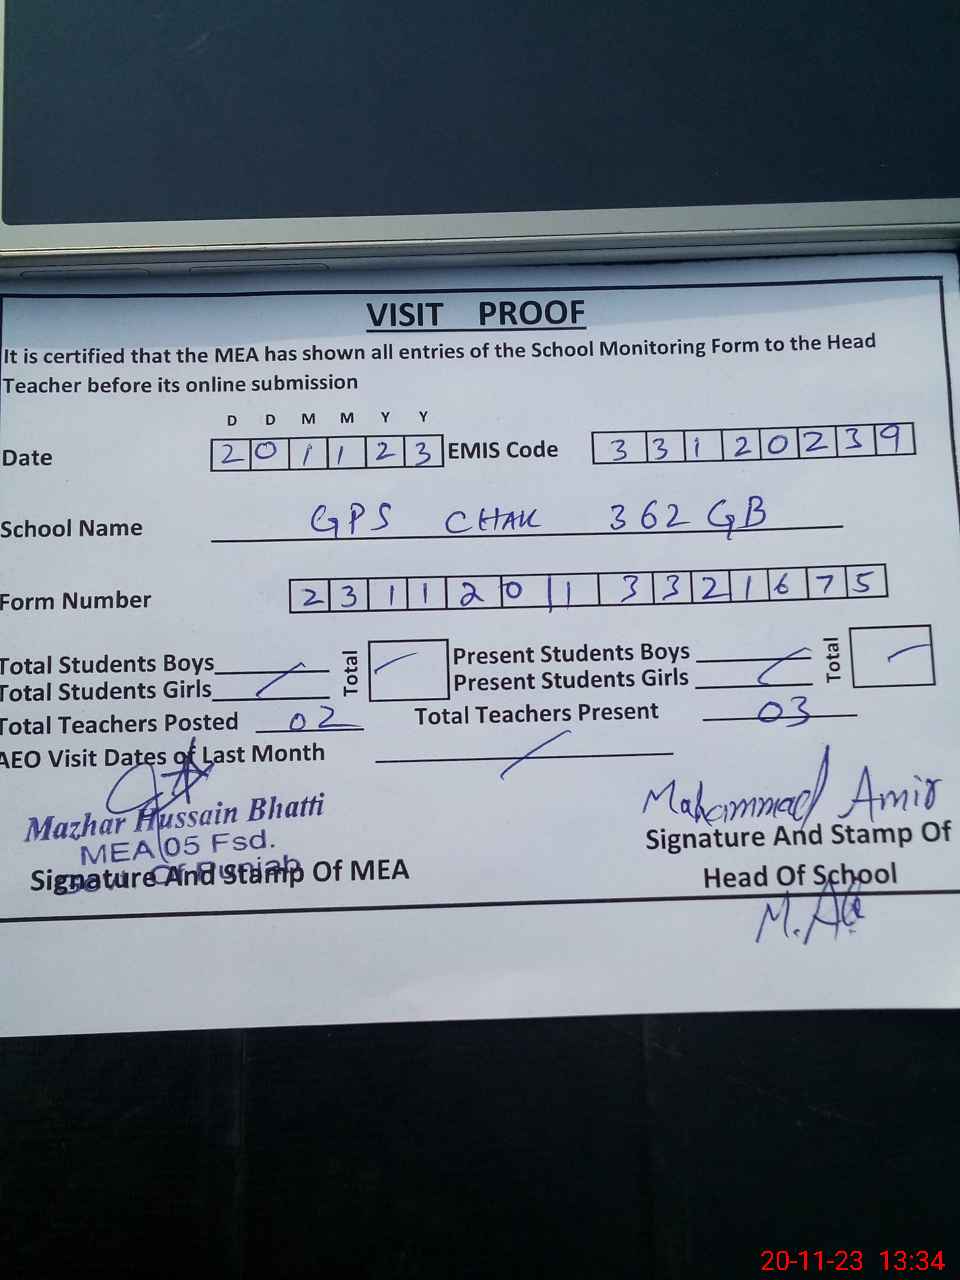 VISIT PROOF
It is certified that the MEA has shown all entries of the School Monitoring Form to the Head
Teacher before its online submission
D D M M Y Y
Date 2 0 1 1 2 3 EMIS Code 3 3 1 2 0 2 3 9
School Name GPS CHAK 362 GB
Form Number 2 3 1 1 2 0 1 1 3 3 2 1 6 7 5
Total Students Boys Total Present Students Boys Total
Total Students Girls Present Students Girls
Total Teachers Posted 02 Total Teachers Present 03
AEO Visit Dates of Last Month
Mazhar Hussain Bhatti Muhammad Amir
MEA 05 Fsd. Signature And Stamp Of
Signature And Stamp Of MEA Head Of School
20-11-23 13:34